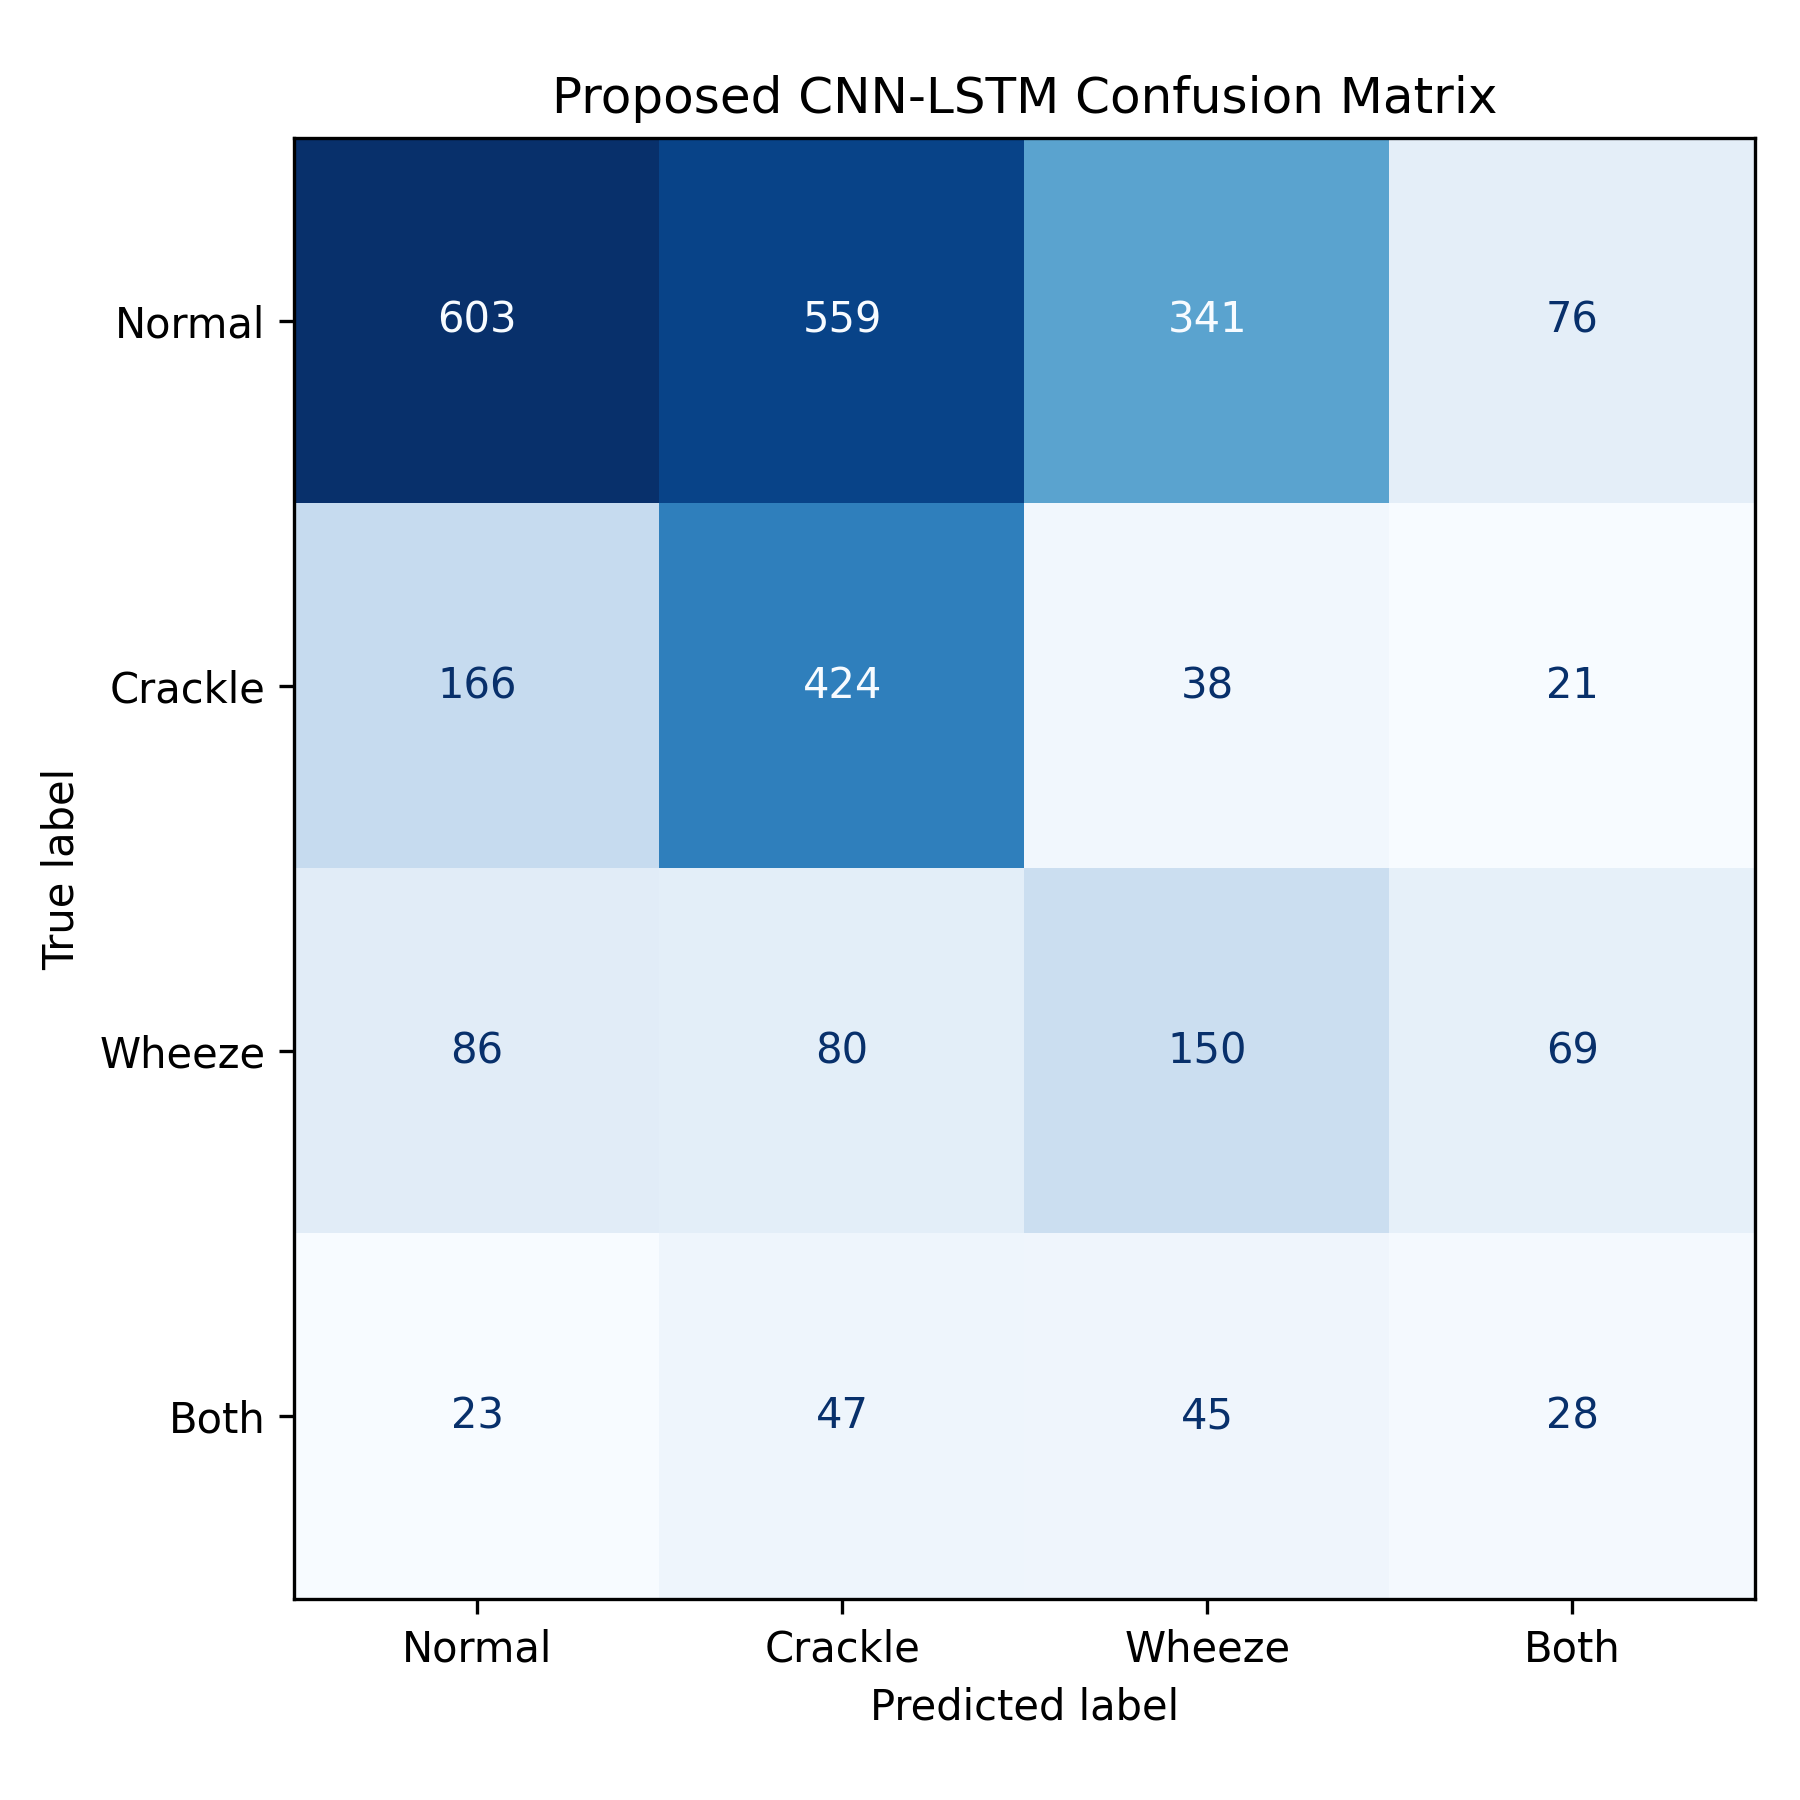 Proposed CNN-LSTM Confusion Matrix
True label
Normal 603 559 341 76
Crackle 166 424 38 21
Wheeze 86 80 150 69
Both 23 47 45 28
Normal Crackle Wheeze Both
Predicted label